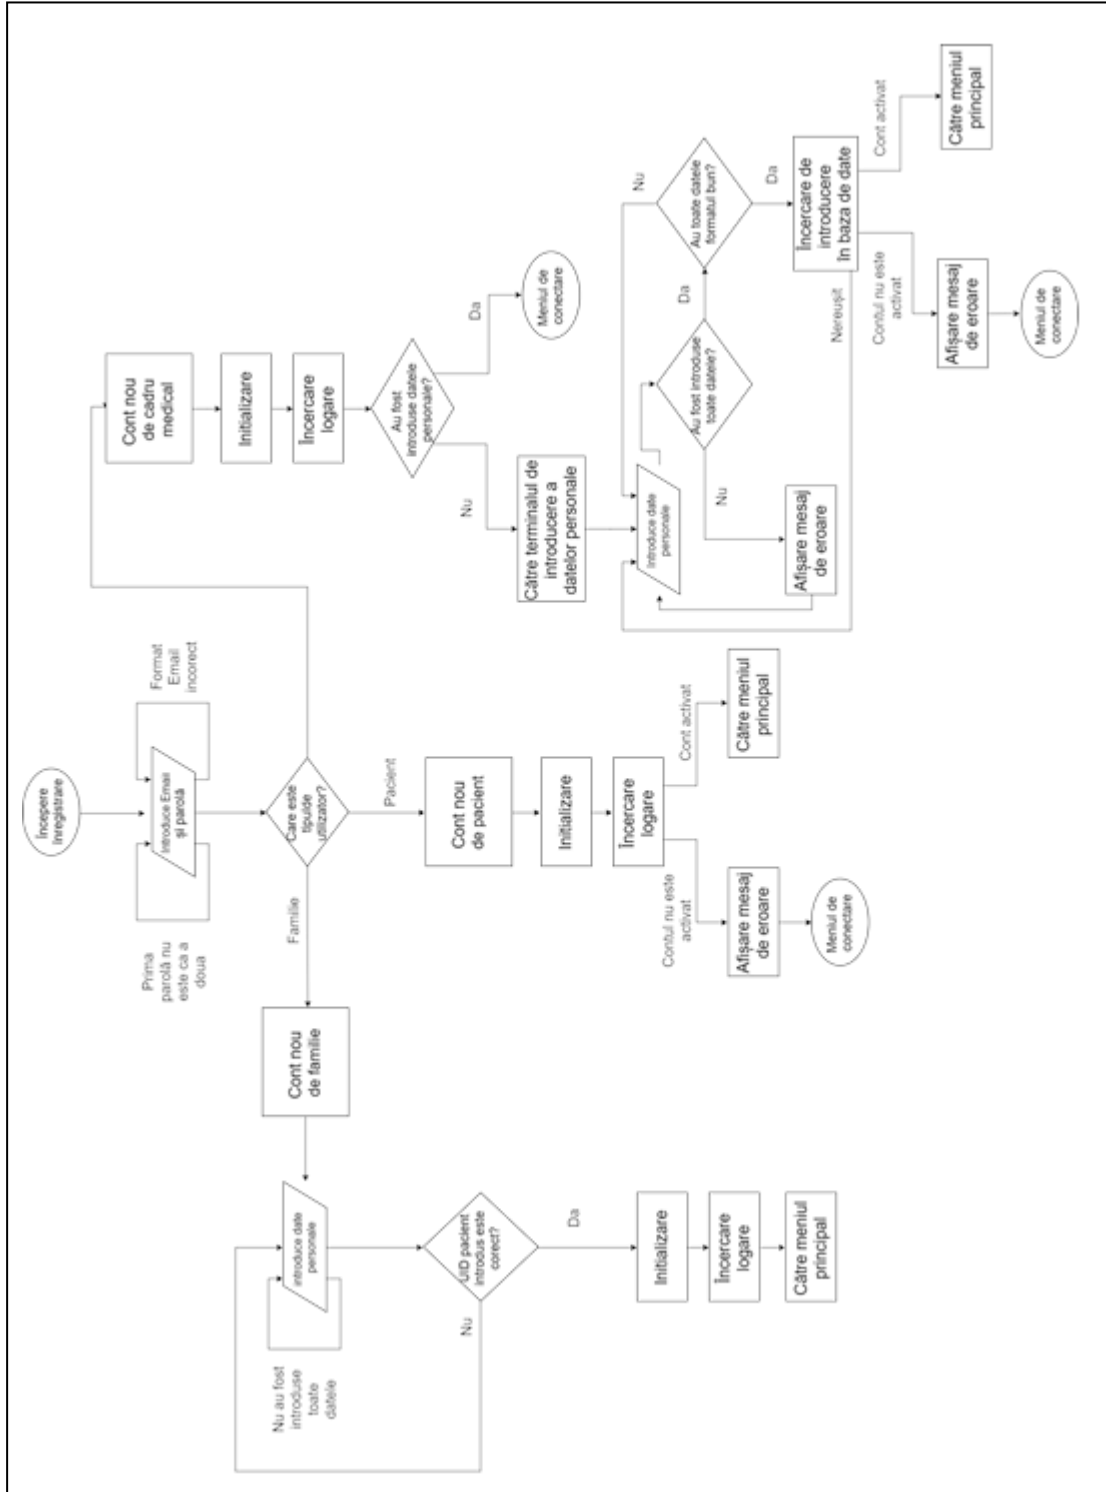 Începere
înregistrare
Introduce Email
și parolă
Prima
parolă nu
este ca a
doua
Format
Email
incorect
Care este
tipulde
utilizator?
Familie
Pacient
Cont nou
de familie
introduce date
personale
Nu au fost
introduse
toate
datele
UID pacient
introdus este
corect?
Nu
Da
Initializare
Încercare
logare
Către meniul
principal
Cont nou
de pacient
Initializare
Încercare
logare
Contul nu este
activat
Cont activat
Afișare mesaj
de eroare
Către meniul
principal
Meniul de
conectare
Cont nou
de cadru
medical
Initializare
Încercare
logare
Au fost
introduse datele
personale?
Nu
Da
Către terminalul de
introducere a
datelor personale
Meniul de
conectare
Introduce date
personale
Au fost introduse
toate datele?
Nu
Da
Afișare mesaj
de eroare
Au toate datele
formatul bun?
Nu
Da
Încercare de
introducere
în baza de date
Nereușit
Contul nu este
activat
Cont activat
Afișare mesaj
de eroare
Către meniul
principal
Meniul de
conectare